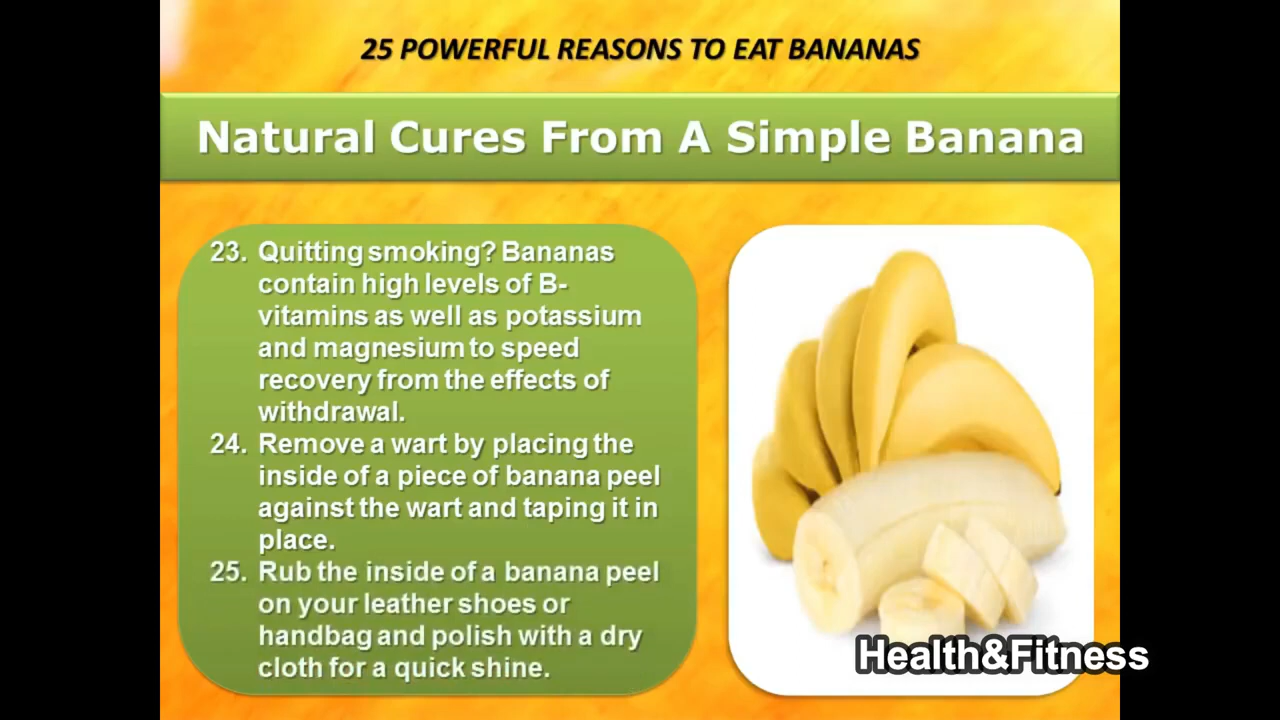 25 POWERFUL REASONS TO EAT BANANAS
Natural Cures From A Simple Banana
23. Quitting smoking? Bananas
contain high levels of B-
vitamins as well as potassium
and magnesium to speed
recovery from the effects of
withdrawal.
24. Remove a wart by placing the
inside of a piece of banana peel
against the wart and taping it in
place.
25. Rub the inside of a banana peel
on your leather shoes or
handbag and polish with a dry
cloth for a quick shine.
Health&Fitness